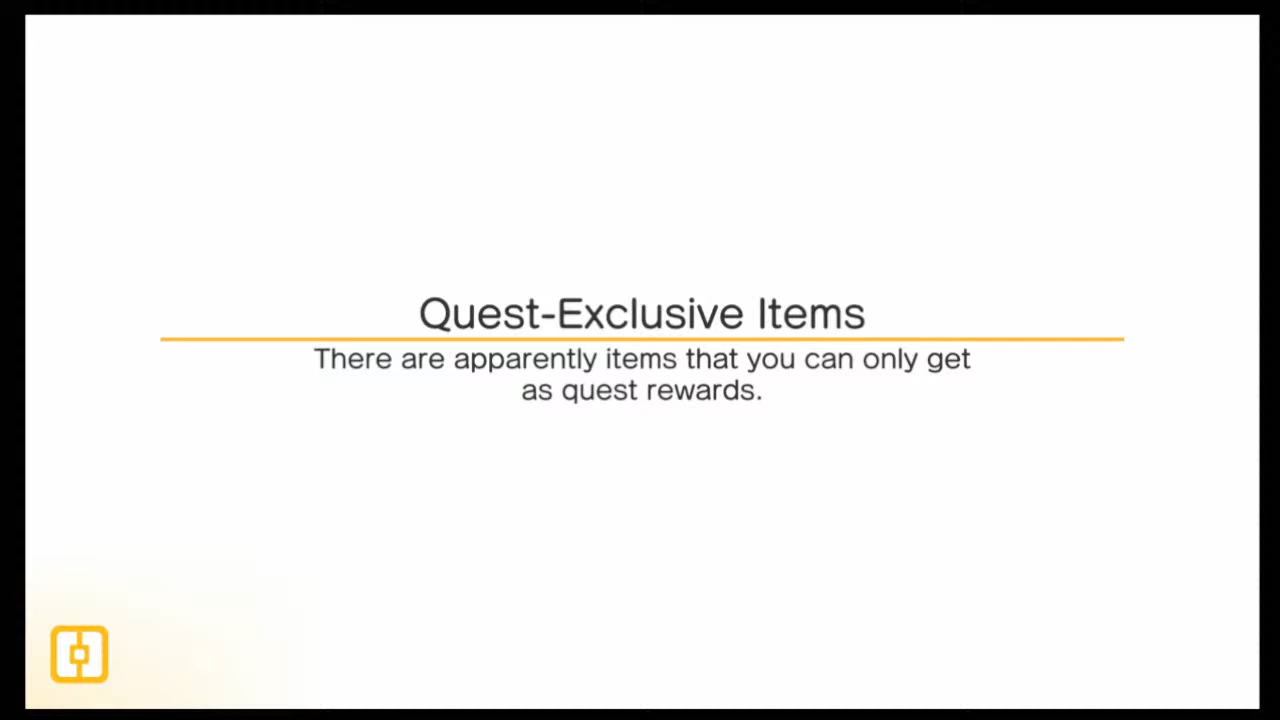 Quest-Exclusive Items
There are apparently items that you can only get
as quest rewards.